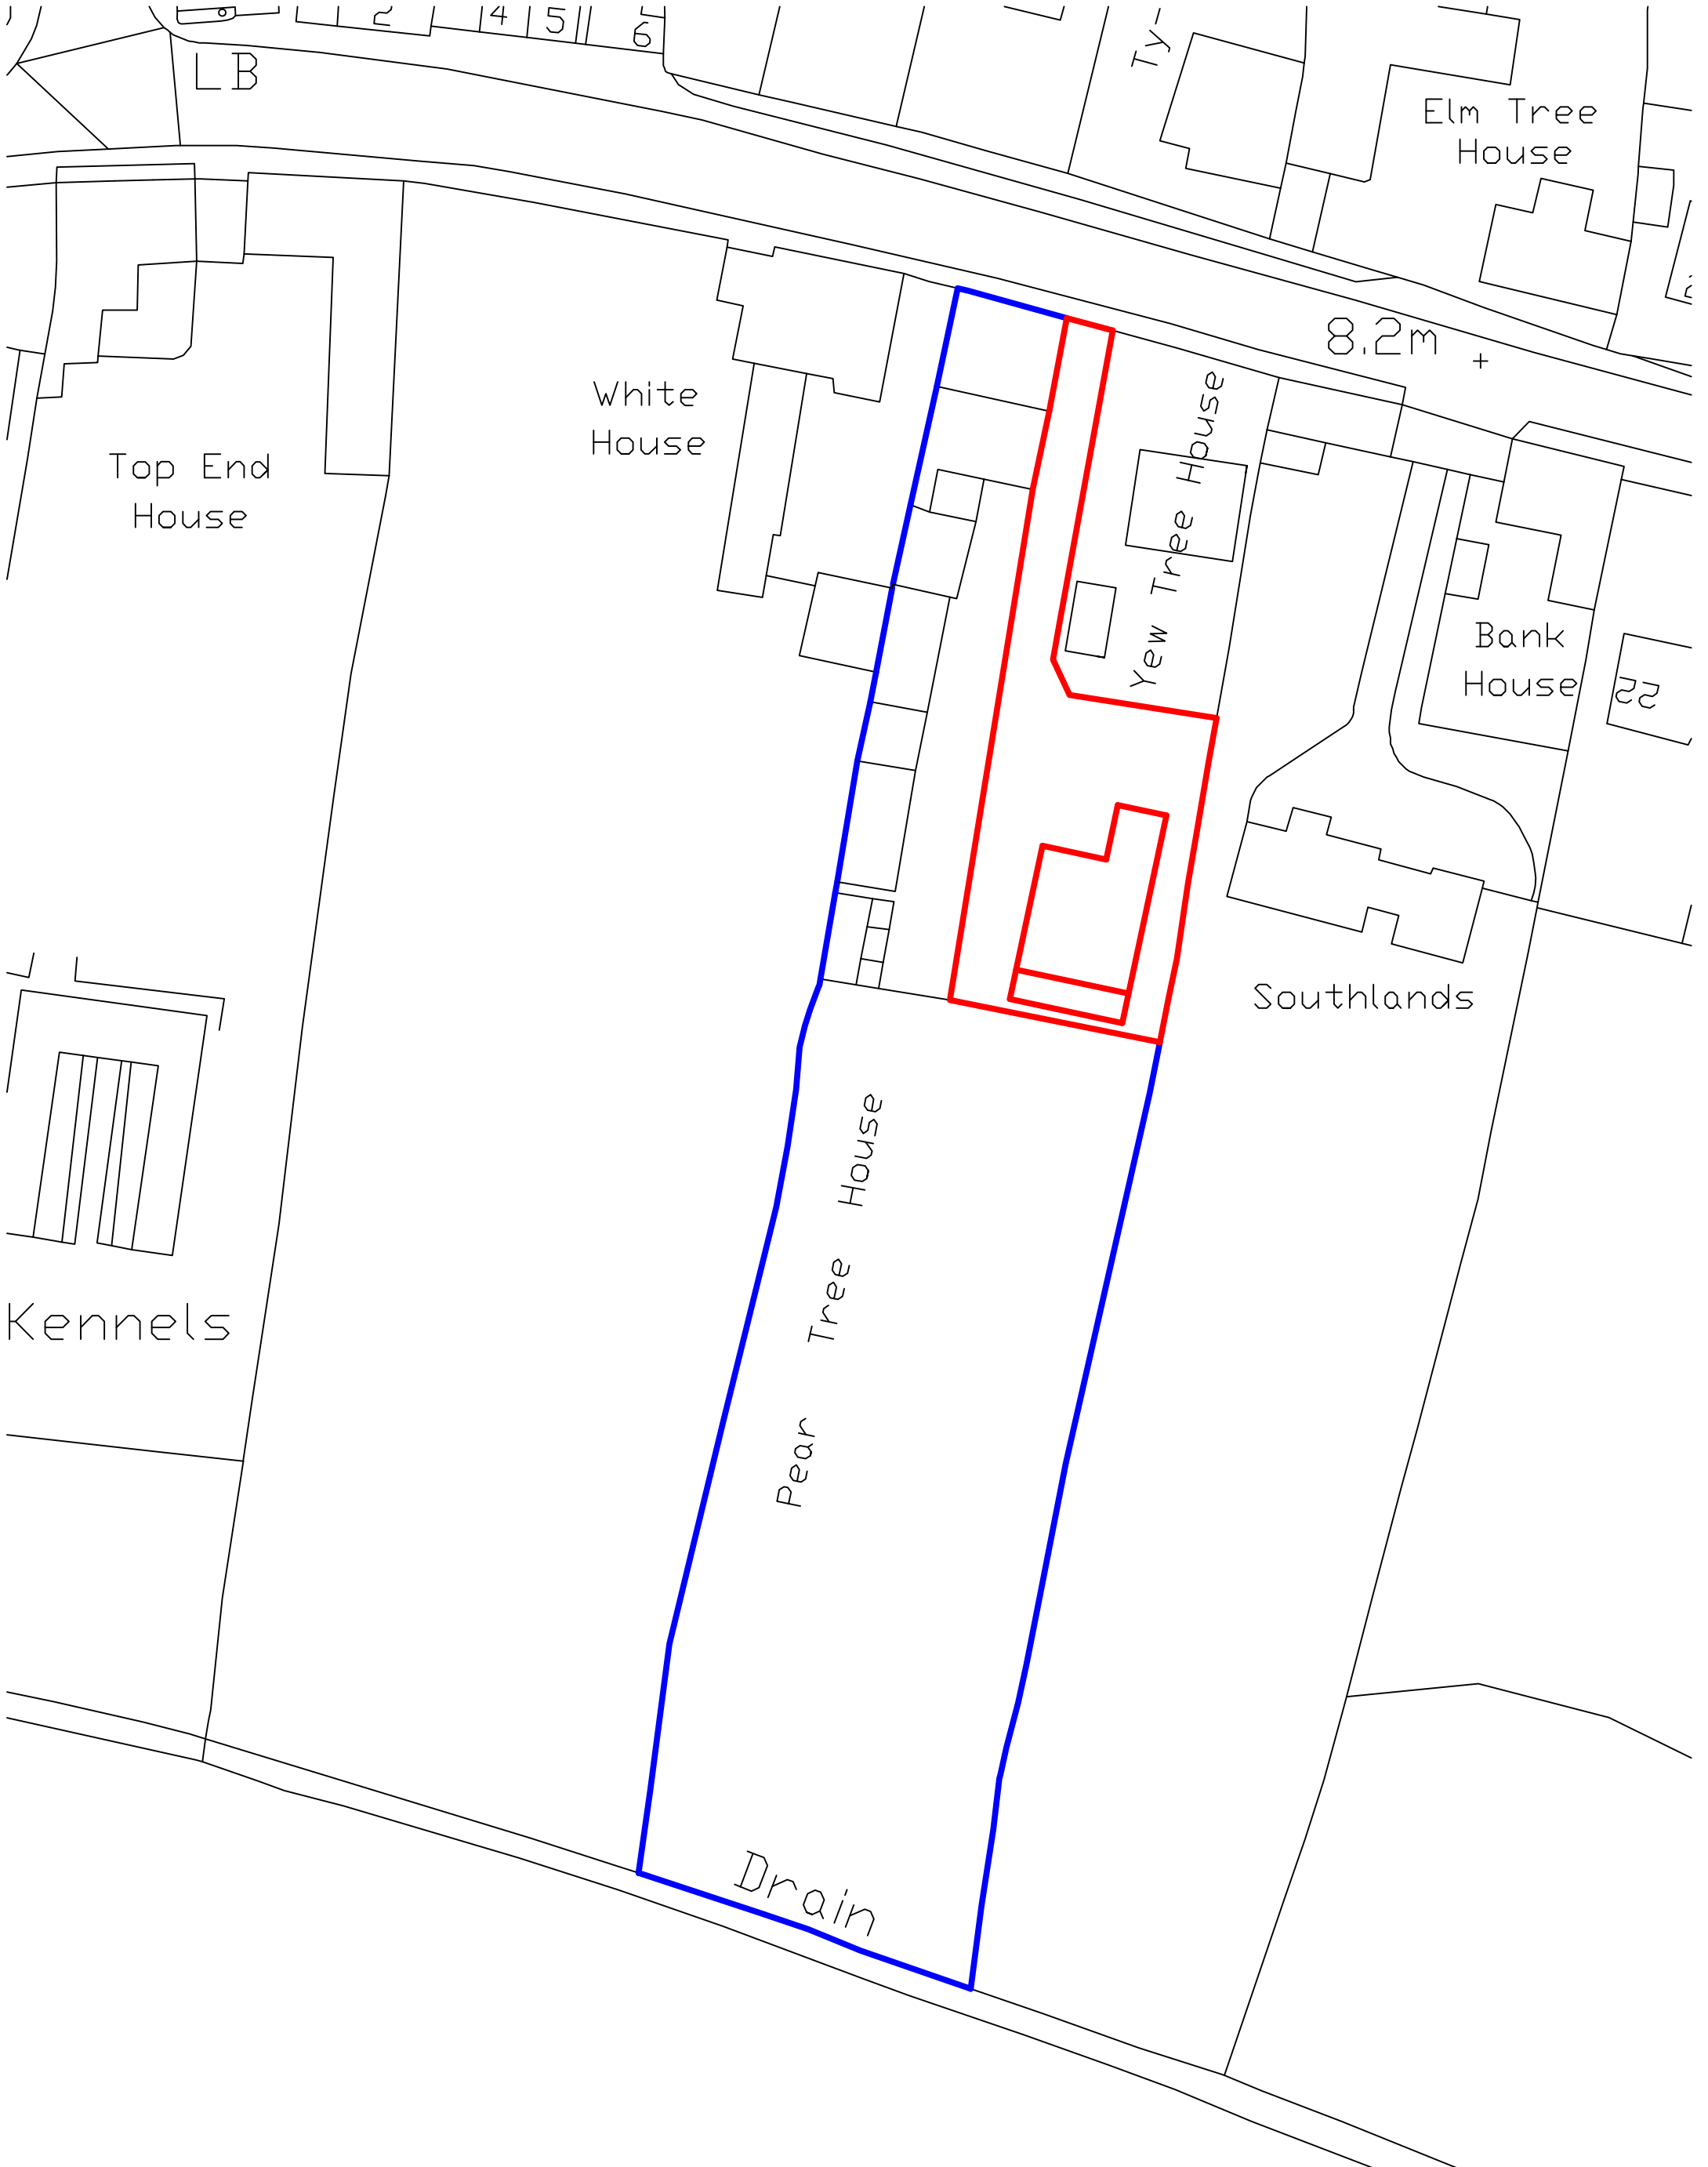 2
4
5
6
Ty-
LB
Elm Tree
House
8.2m
White
House
Top End
House
Yew Tree House
Bank
House
22
Southlands
Pear Tree House
Kennels
Drain